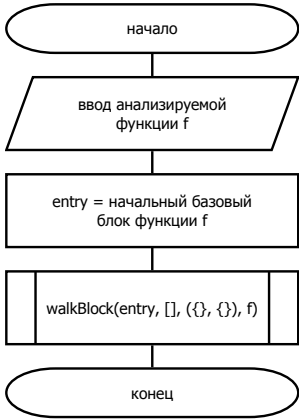 начало
ввод анализируемой
функции f
entry = начальный базовый
блок функции f
walkBlock(entry, [], ({}, {}), f)
конец